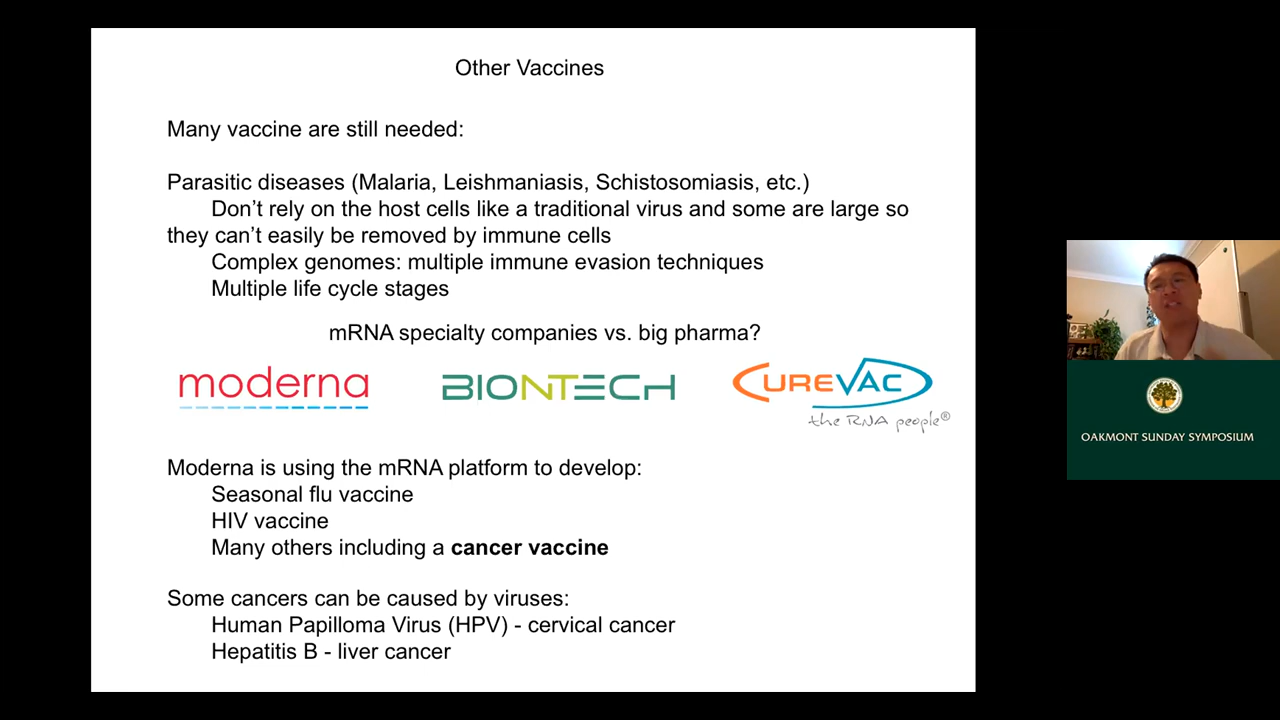 Other Vaccines
Many vaccine are still needed:
Parasitic diseases (Malaria, Leishmaniasis, Schistosomiasis, etc.)
Don’t rely on the host cells like a traditional virus and some are large so
they can’t easily be removed by immune cells
Complex genomes: multiple immune evasion techniques
Multiple life cycle stages
mRNA specialty companies vs. big pharma?
moderna
BIONTECH
CUREVAC
the RNA people®
Moderna is using the mRNA platform to develop:
Seasonal flu vaccine
HIV vaccine
Many others including a cancer vaccine
Some cancers can be caused by viruses:
Human Papilloma Virus (HPV) - cervical cancer
Hepatitis B - liver cancer
OAKMONT SUNDAY SYMPOSIUM